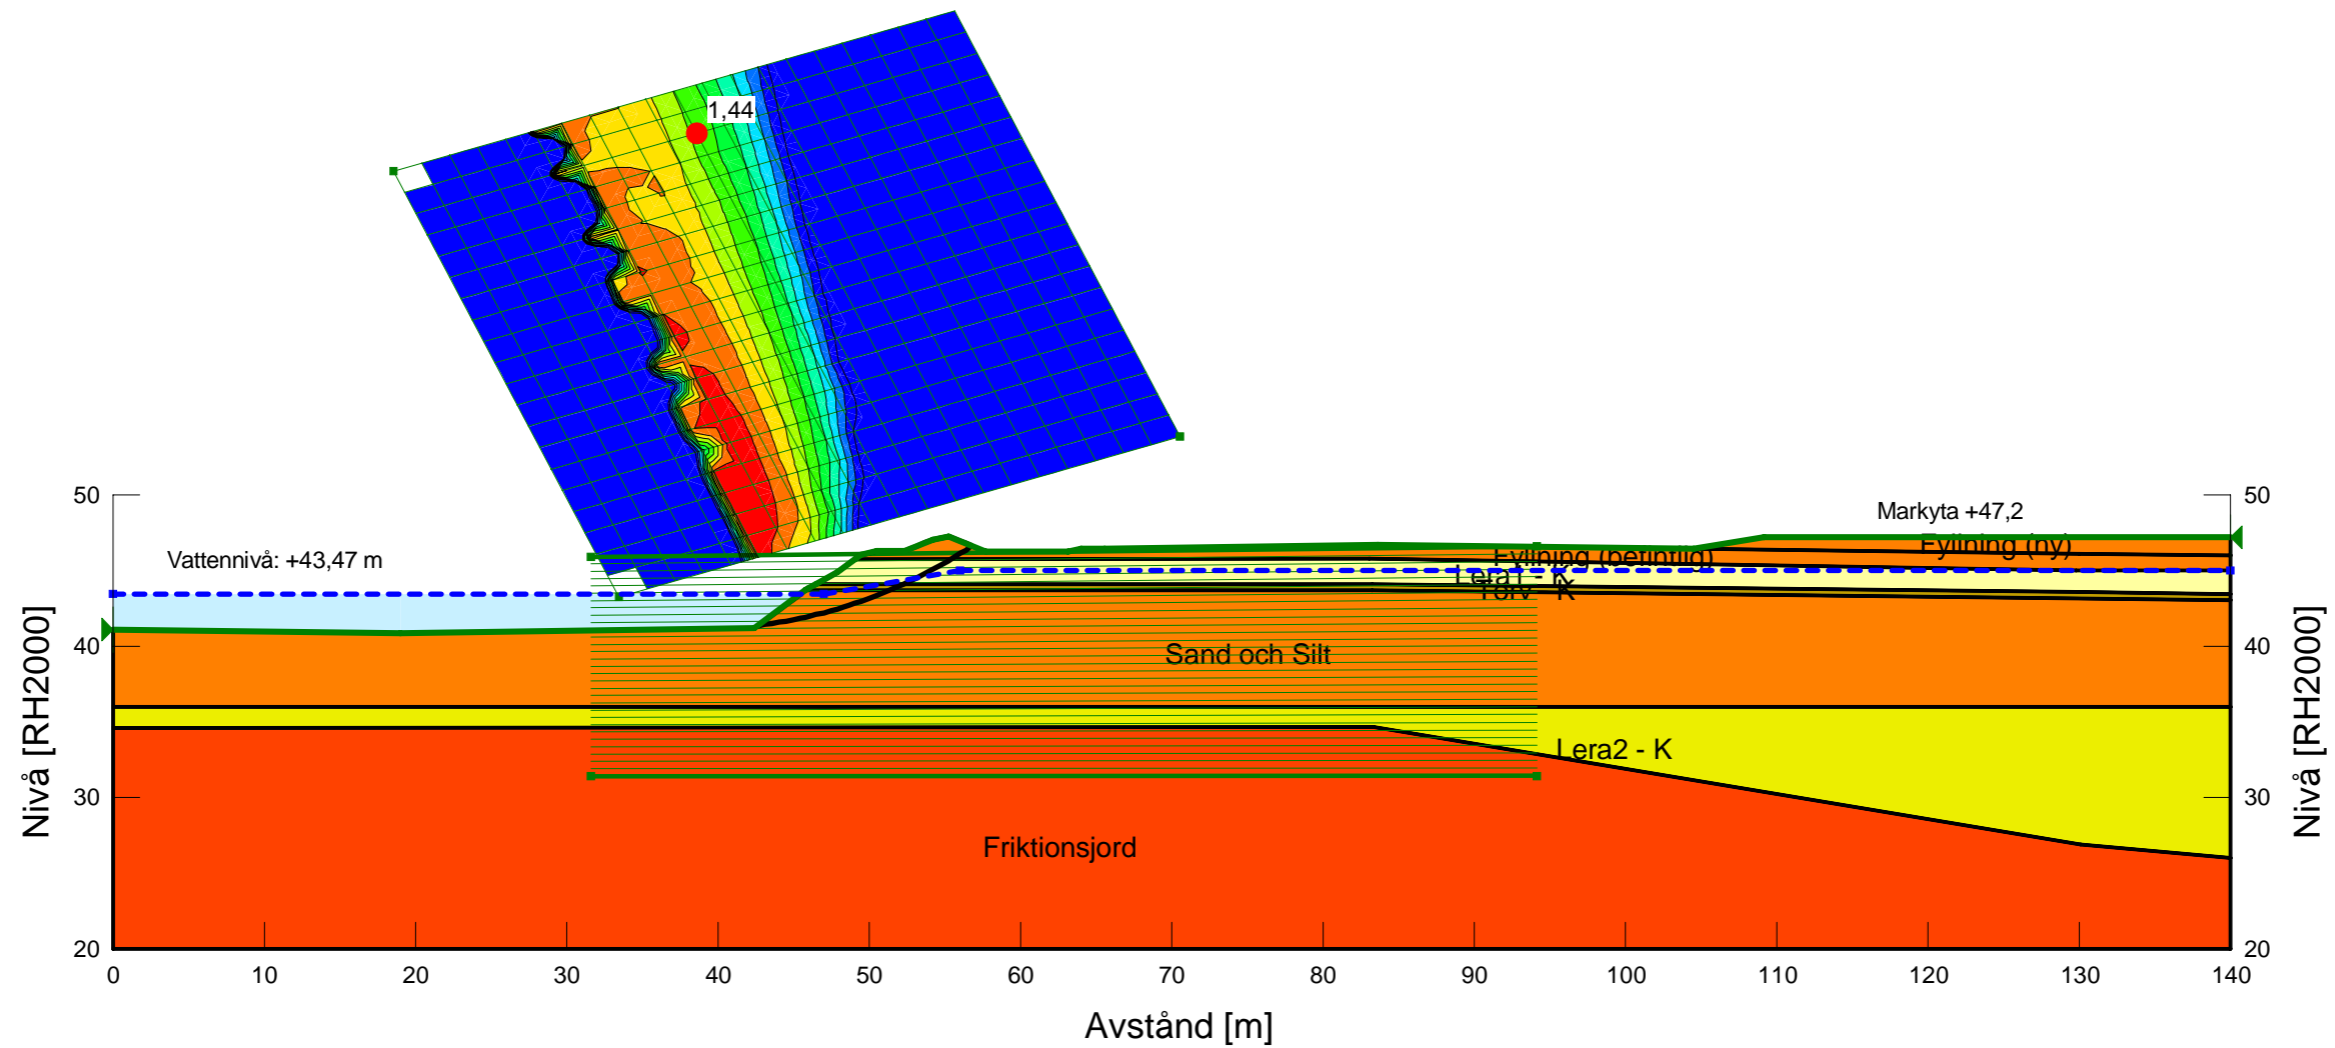 1,44
50
50
Markyta +47,2
Vattennivå: +43,47 m
Fyllning (ny)
Fyllning (befintlig)
Lera1 - K
Torv - K
Nivå [RH2000]
Nivå [RH2000]
40
40
Sand och Silt
Lera2 - K
30
30
Friktionsjord
20
20
0 10 20 30 40 50 60 70 80 90 100 110 120 130 140
Avstånd [m]